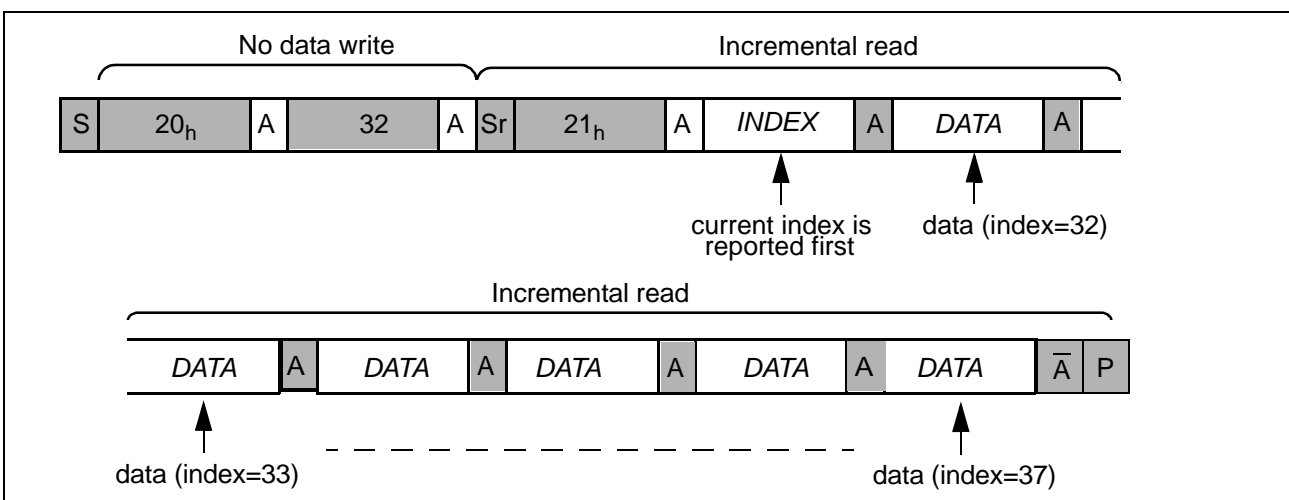 No data write Incremental read
S 20h A 32 A Sr 21h A INDEX A DATA A
current index is reported first data (index=32)
Incremental read
DATA A DATA A DATA A DATA A DATA A P
data (index=33) data (index=37)